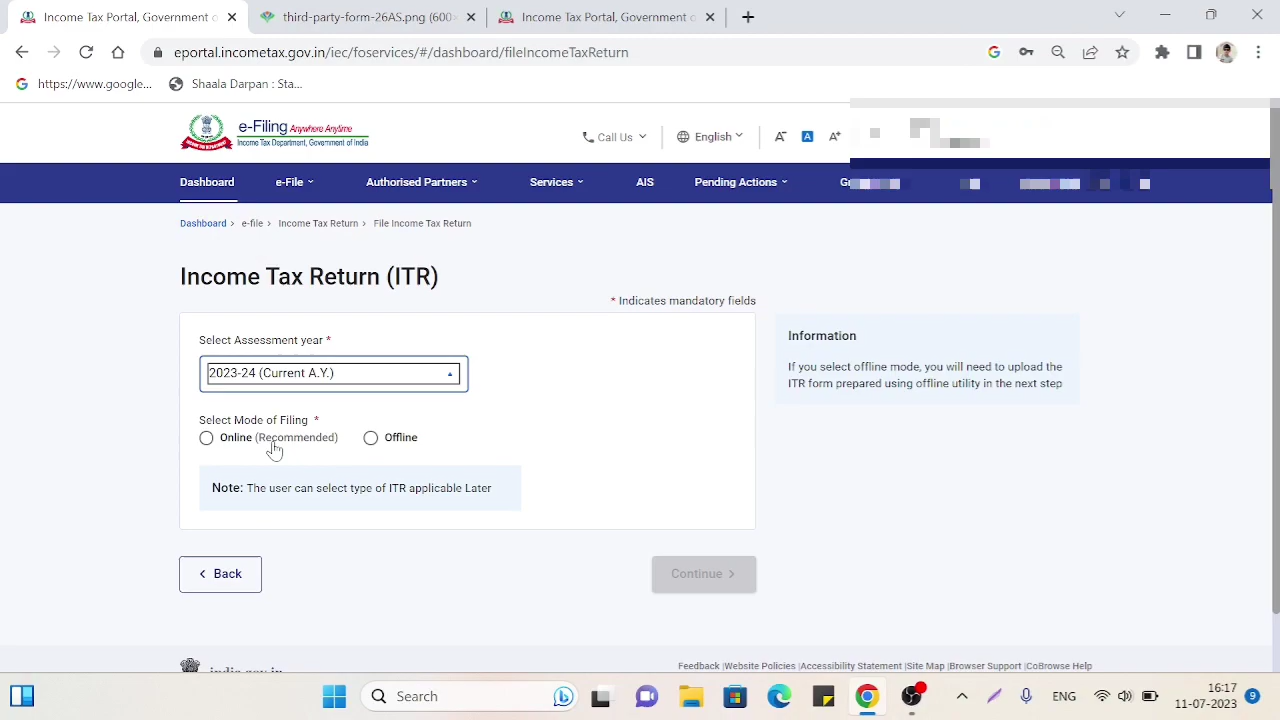 Income Tax Portal, Government o
third-party-form-26AS.png (600×
Income Tax Portal, Government o
eportal.incometax.gov.in/iec/foservices/#/dashboard/fileIncomeTaxReturn
https://www.google...
Shaala Darpan : Sta...
e-Filing Anywhere Anytime
Income Tax Department, Government of India
Call Us
English
A-
A
A+
Dashboard
e-File
Authorised Partners
Services
AIS
Pending Actions
Dashboard > e-file > Income Tax Return > File Income Tax Return
Income Tax Return (ITR)
* Indicates mandatory fields
Select Assessment year *
2023-24 (Current A.Y.)
Select Mode of Filing *
Online (Recommended)
Offline
Note: The user can select type of ITR applicable Later
Information
If you select offline mode, you will need to upload the
ITR form prepared using offline utility in the next step
< Back
Continue >
india.gov.in
Feedback |Website Policies |Accessibility Statement |Site Map |Browser Support |CoBrowse Help
Search
ENG
16:17
11-07-2023
9